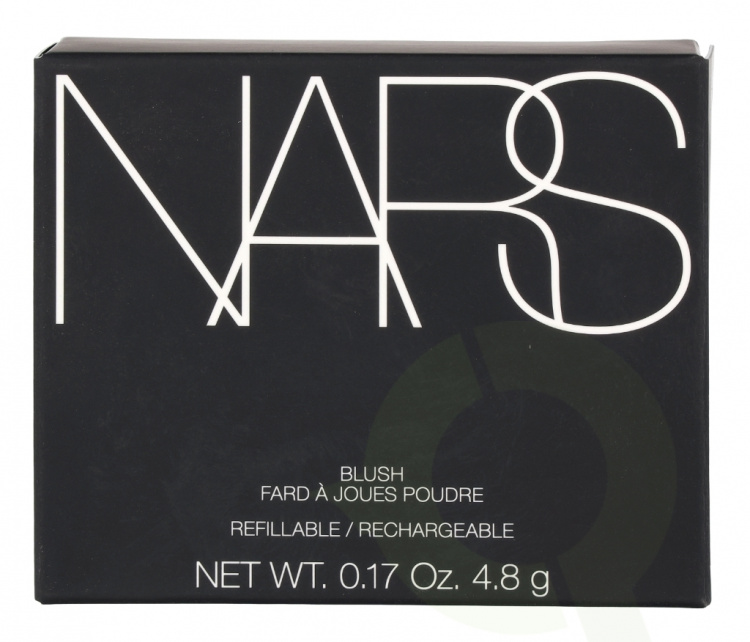 NARS
BLUSH
FARD À JOUES POUDRE
REFILLABLE / RECHARGEABLE
NET WT. 0.17 Oz. 4.8 g